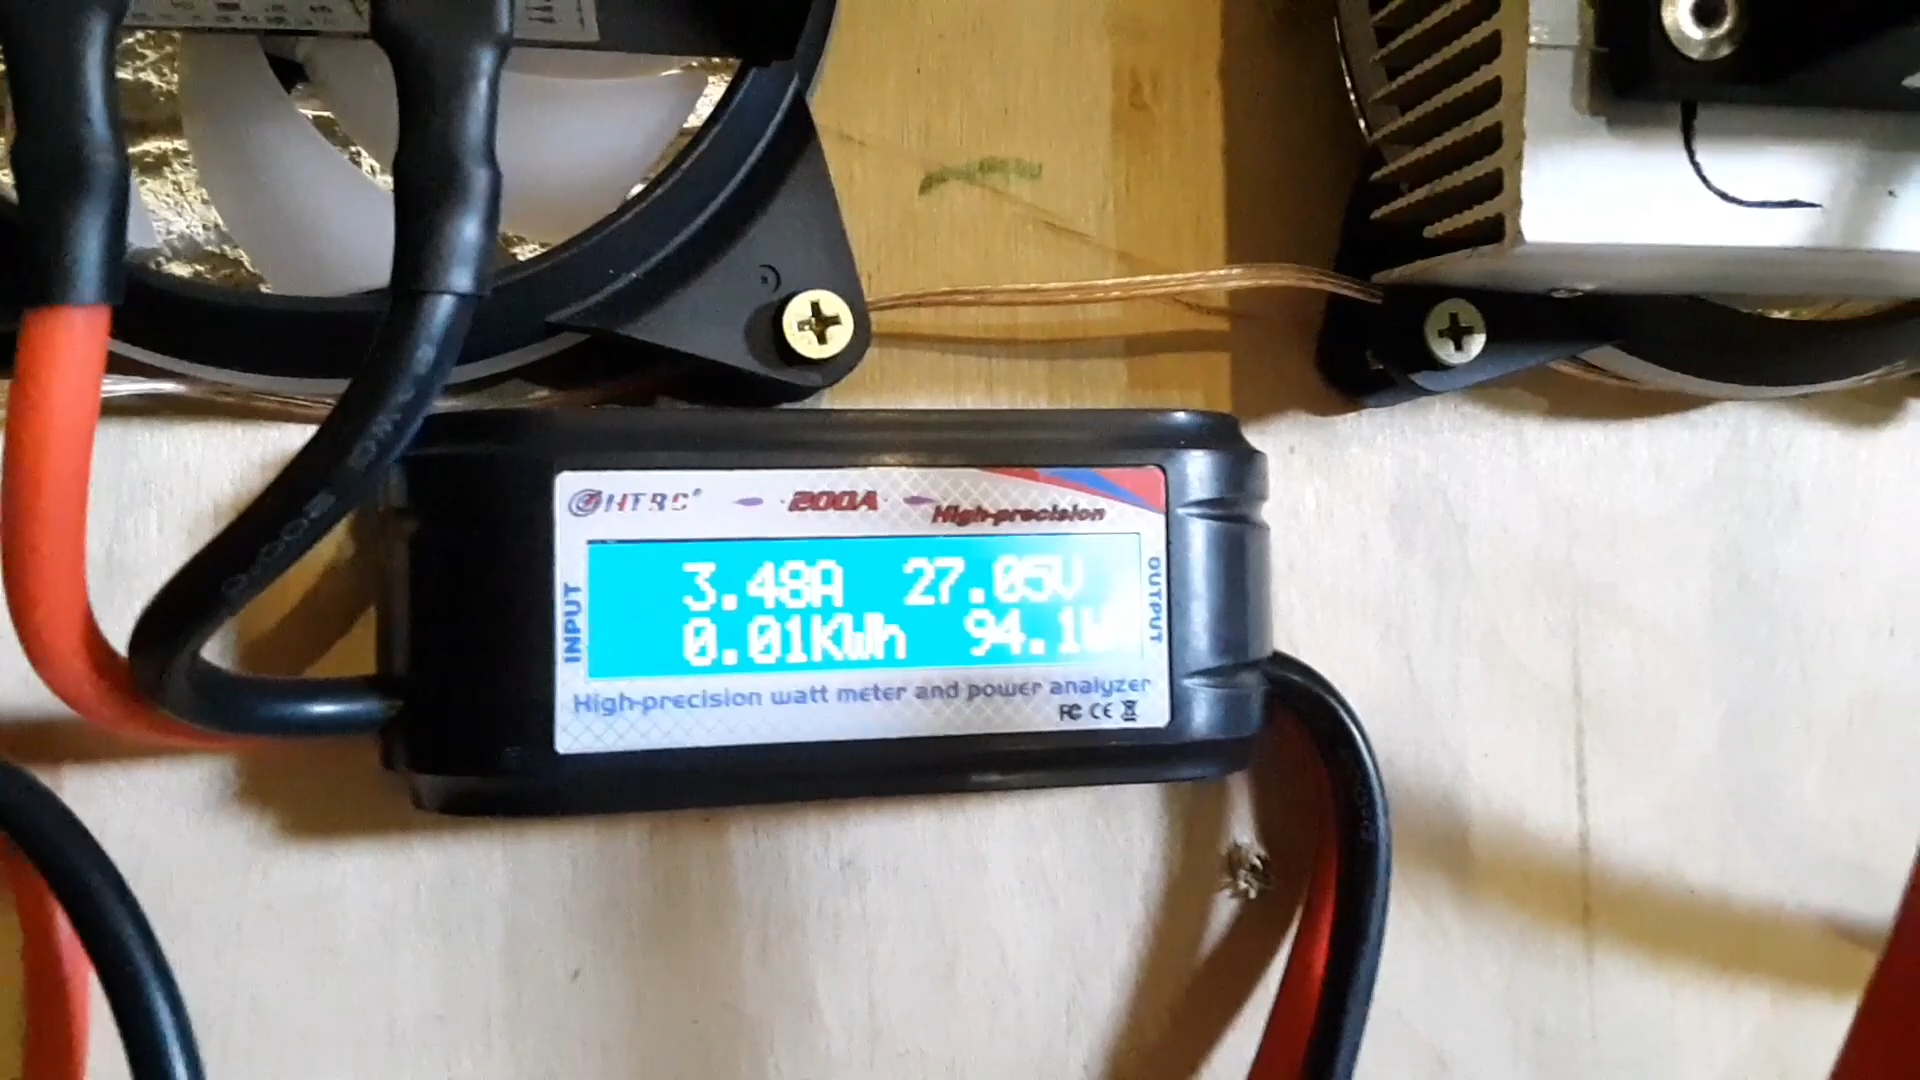 HTRC®
200A
High-precision
INPUT
3.48A 27.05V
0.01KWh 94.1W
OUTPUT
High-precision watt meter and power analyzer
FC CE